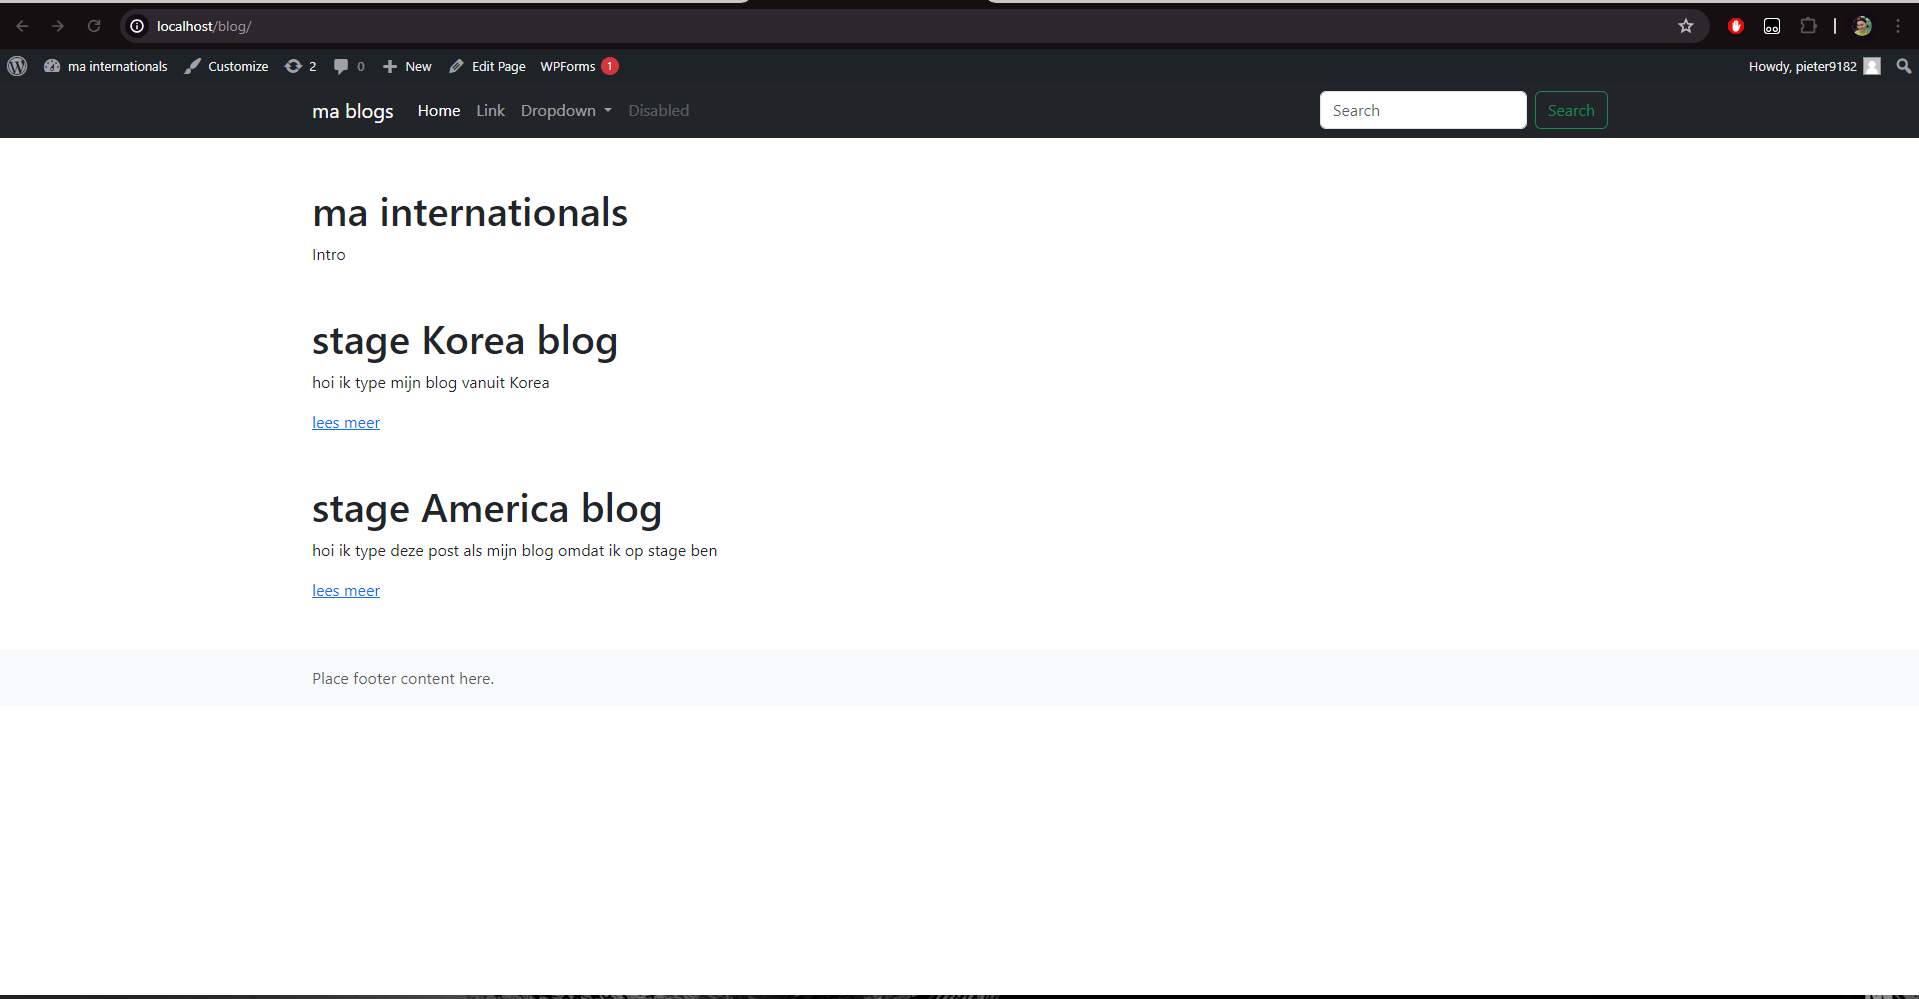 localhost/blog/
ma internationals Customize 2 0 New Edit Page WPForms 1 Howdy, pieter9182
ma blogs Home Link Dropdown Disabled Search Search
ma internationals
Intro
stage Korea blog
hoi ik type mijn blog vanuit Korea
lees meer
stage America blog
hoi ik type deze post als mijn blog omdat ik op stage ben
lees meer
Place footer content here.